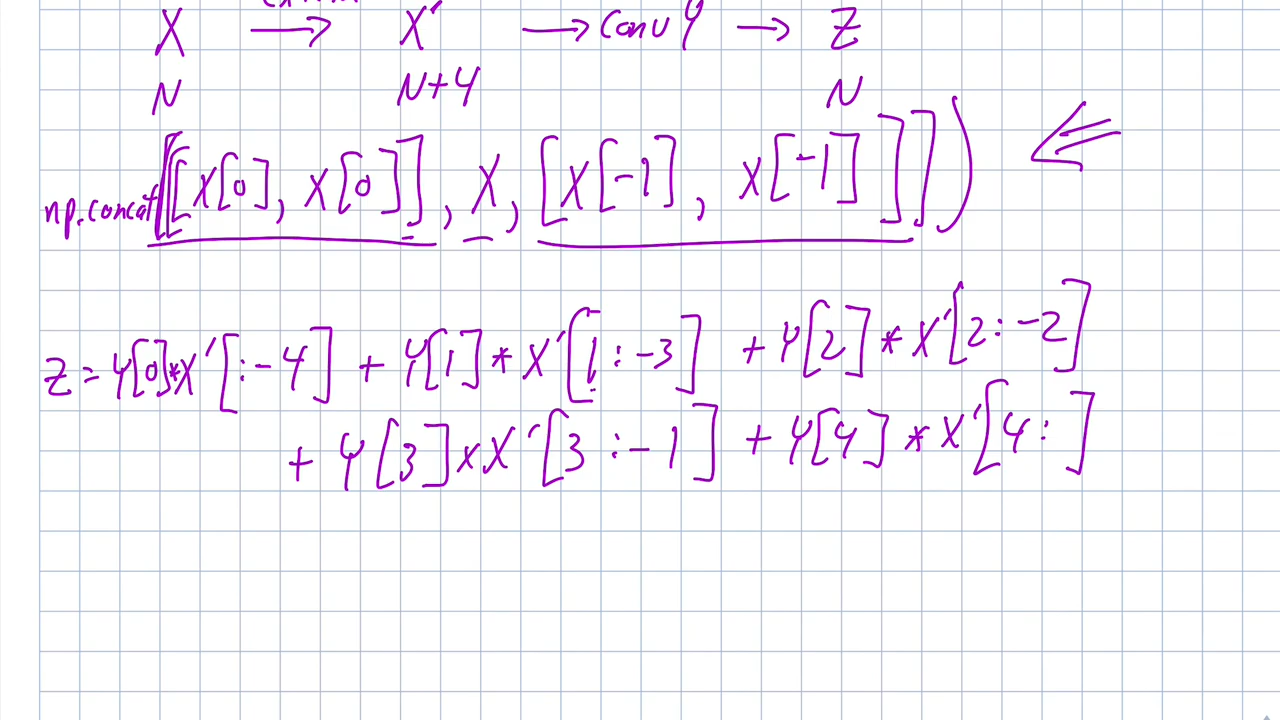 X → X' → Conv Y → Z
N N+4 N
np.concat([[X[0], X[0]], X, [X[-1], X[-1]]])
Z = Y[0]*X'[:-4] + Y[1]*X'[1:-3] + Y[2]*X'[2:-2]
+ Y[3]*X'[3:-1] + Y[4]*X'[4:]